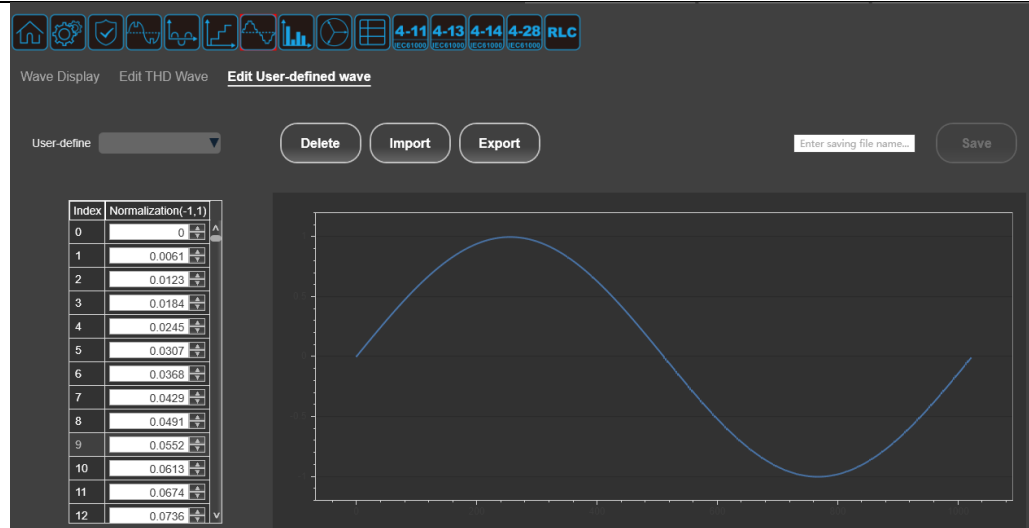 4-11 4-13 4-14 4-28 RLC
IEC61000 IEC61000 IEC61000 IEC61000
Wave Display Edit THD Wave Edit User-defined wave
User-define Delete Import Export Enter saving file name... Save
Index Normalization(-1,1)
0 0
1 0.0061
2 0.0123
3 0.0184
4 0.0245
5 0.0307
6 0.0368
7 0.0429
8 0.0491
9 0.0552
10 0.0613
11 0.0674
12 0.0736